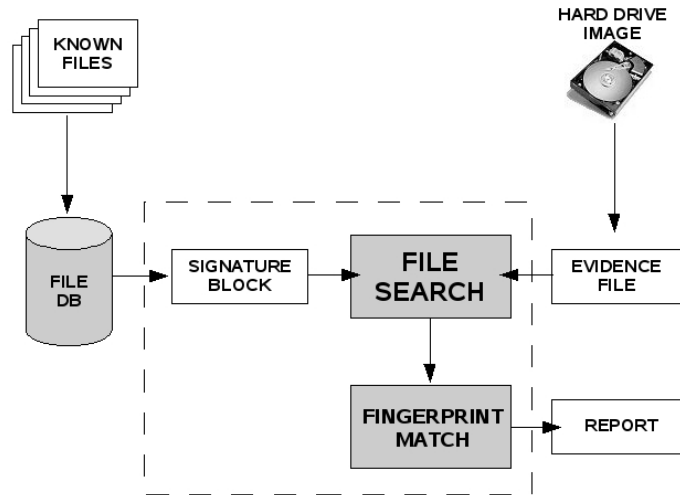 KNOWN
FILES
HARD DRIVE
IMAGE
FILE
DB
SIGNATURE
BLOCK
FILE
SEARCH
EVIDENCE
FILE
FINGERPRINT
MATCH
REPORT